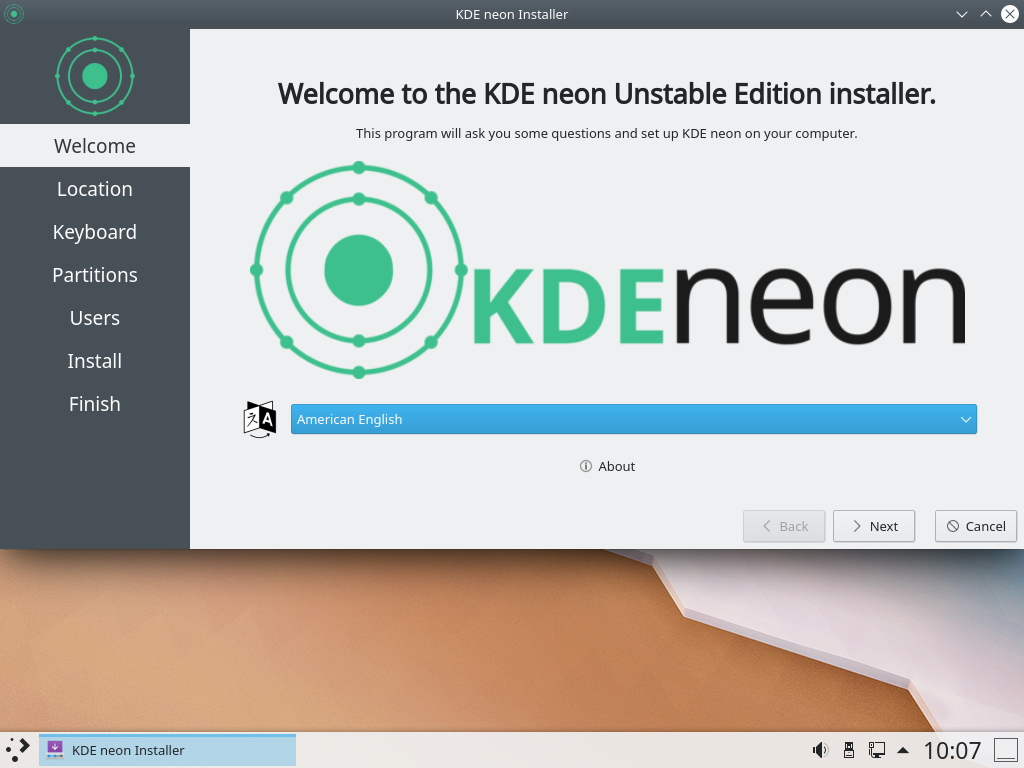 KDE neon Installer
Welcome
Location
Keyboard
Partitions
Users
Install
Finish
Welcome to the KDE neon Unstable Edition installer.
This program will ask you some questions and set up KDE neon on your computer.
KDEneon
A
American English
About
Back
Next
Cancel
KDE neon Installer
10:07